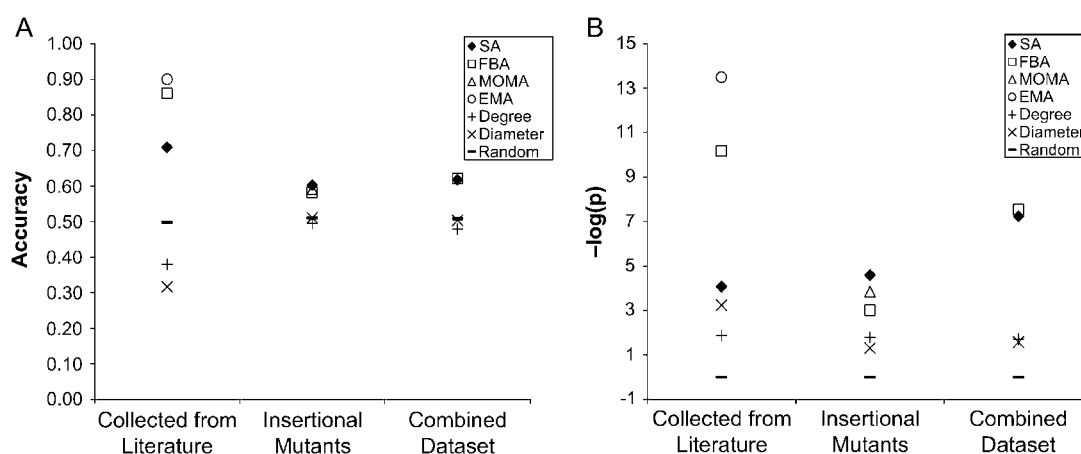 A
Accuracy
1.00
0.90
0.80
0.70
0.60
0.50
0.40
0.30
0.20
0.10
0.00
SA
FBA
MOMA
EMA
Degree
Diameter
Random
Collected from
Literature
Insertional
Mutants
Combined
Dataset
B
–log(p)
15
13
11
9
7
5
3
1
-1
SA
FBA
MOMA
EMA
Degree
Diameter
Random
Collected from
Literature
Insertional
Mutants
Combined
Dataset